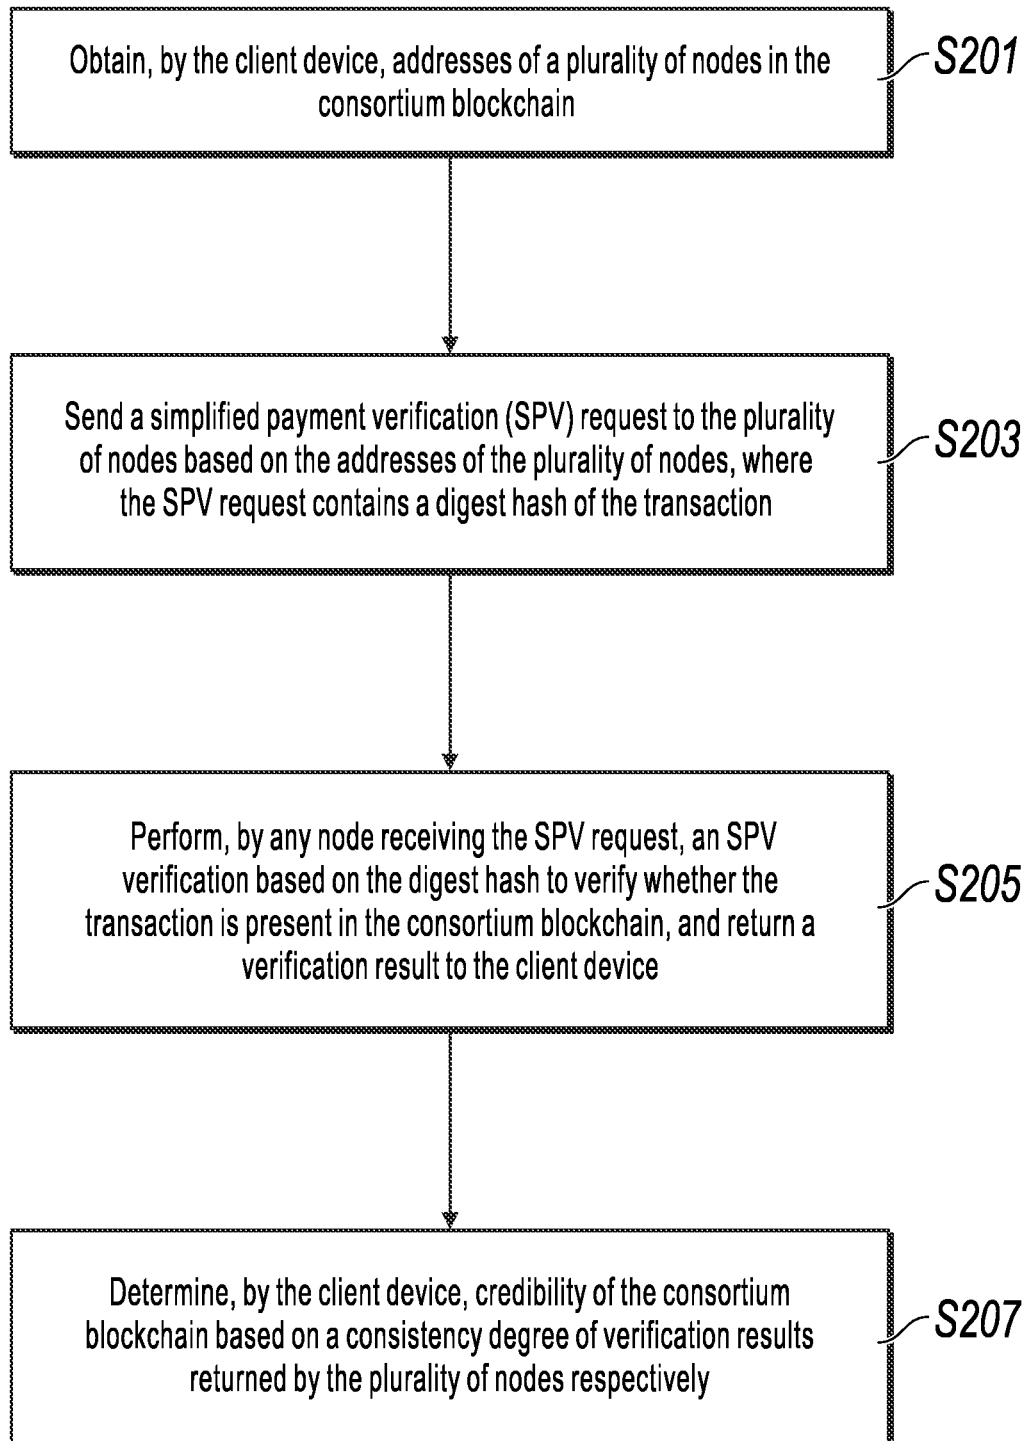 Obtain, by the client device, addresses of a plurality of nodes in the
consortium blockchain
S201
Send a simplified payment verification (SPV) request to the plurality
of nodes based on the addresses of the plurality of nodes, where
the SPV request contains a digest hash of the transaction
S203
Perform, by any node receiving the SPV request, an SPV
verification based on the digest hash to verify whether the
transaction is present in the consortium blockchain, and return a
verification result to the client device
S205
Determine, by the client device, credibility of the consortium
blockchain based on a consistency degree of verification results
returned by the plurality of nodes respectively
S207